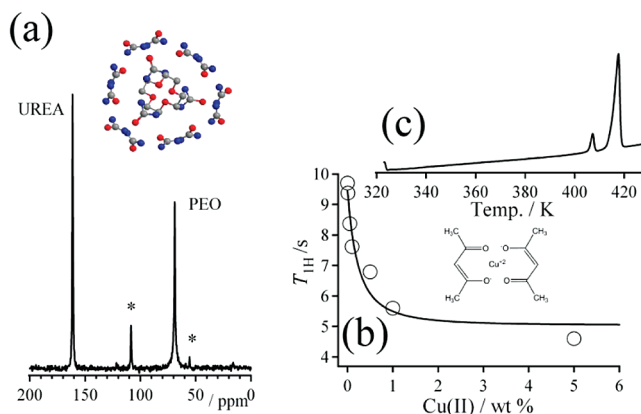 (a)
UREA
PEO
*
*
200
150
100
50
0
/ ppm
(c)
320
340
360
380
400
420
Temp. / K
10
9
8
7
6
5
4
3
T1H /s
H3C
O
-O
CH3
Cu+2
H3C
O-
O
CH3
(b)
0
1
2
3
4
5
6
Cu(II) / wt %